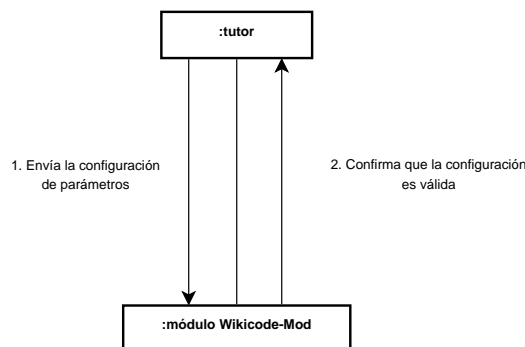 :tutor
1. Envía la configuración
de parámetros
2. Confirma que la configuración
es válida
:módulo Wikicode-Mod